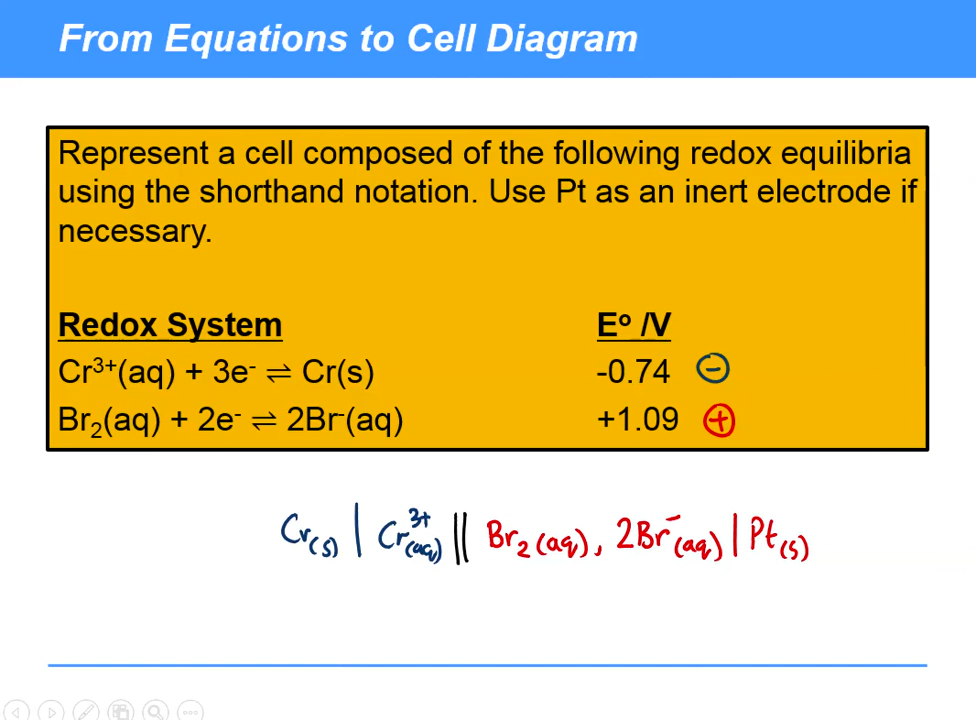 From Equations to Cell Diagram
Represent a cell composed of the following redox equilibria
using the shorthand notation. Use Pt as an inert electrode if
necessary.
Redox System E° /V
Cr³⁺(aq) + 3e⁻ ⇌ Cr(s) -0.74 ⊖
Br₂(aq) + 2e⁻ ⇌ 2Br⁻(aq) +1.09 ⊕
Cr(s) | Cr³⁺(aq) || Br₂(aq), 2Br⁻(aq) | Pt(s)